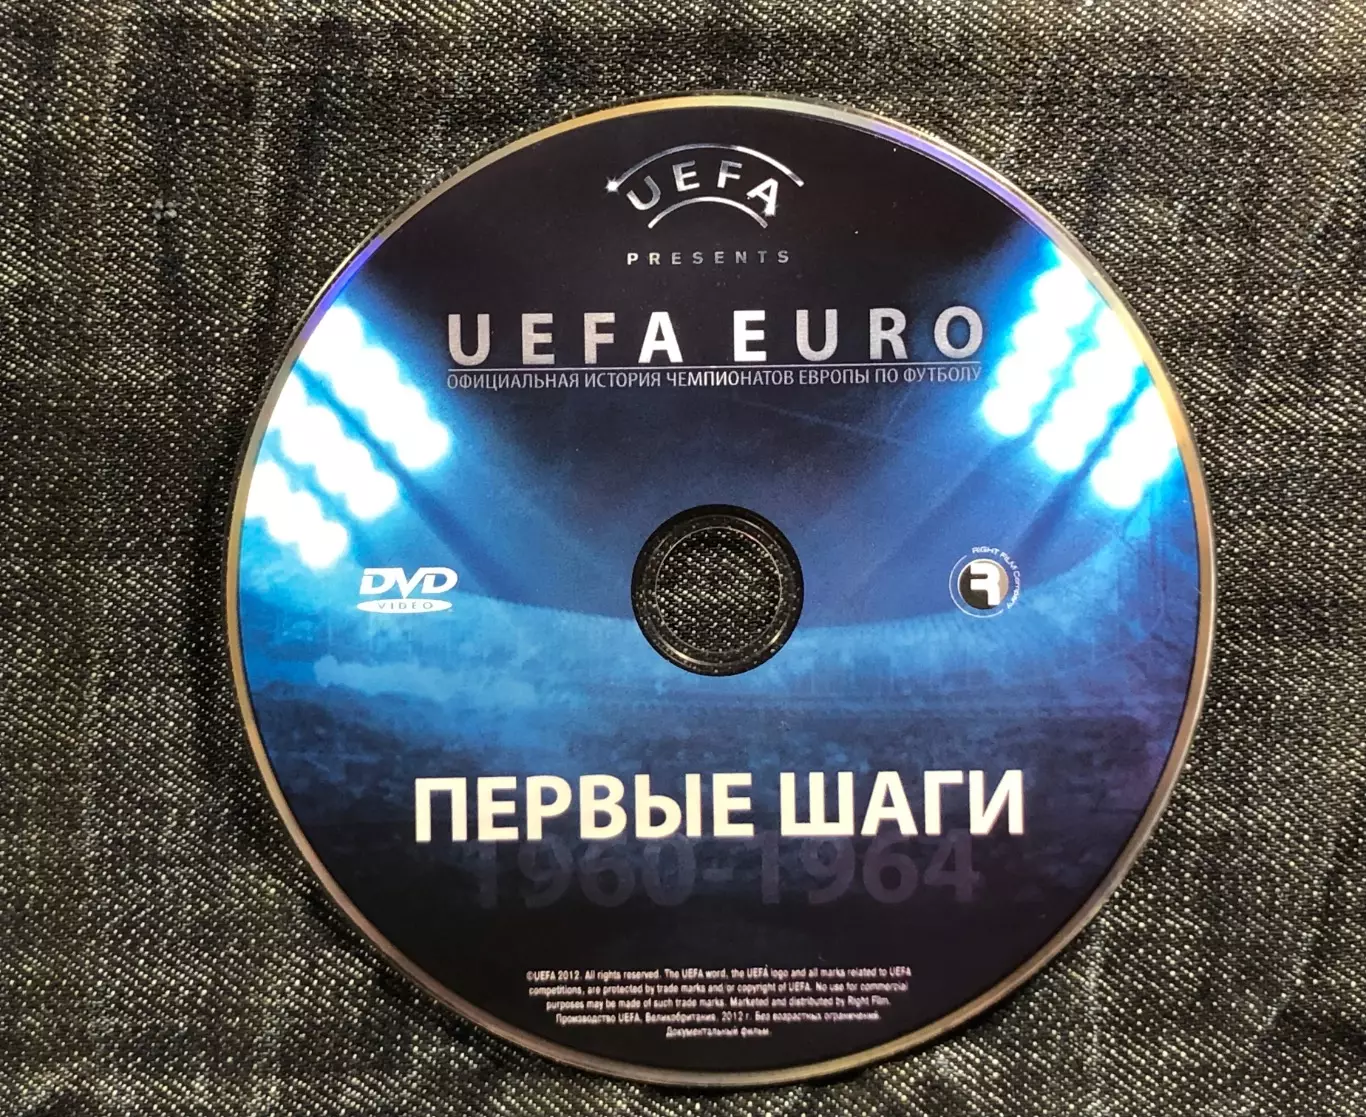 UEFA
PRESENTS
UEFA EURO
ОФИЦИАЛЬНАЯ ИСТОРИЯ ЧЕМПИОНАТОВ ЕВРОПЫ ПО ФУТБОЛУ
DVD
VIDEO
RIGHT FILM Company
ПЕРВЫЕ ШАГИ
1960-1964
©UEFA 2012. All rights reserved. The UEFA word, the UEFA logo and all marks related to UEFA
competitions, are protected by trade marks and/or copyright of UEFA. No use for commercial
purposes may be made of such trade marks. Marketed and distributed by Right Film.
Производство UEFA, Великобритания, 2012 г. Без возрастных ограничений.
Документальный фильм.